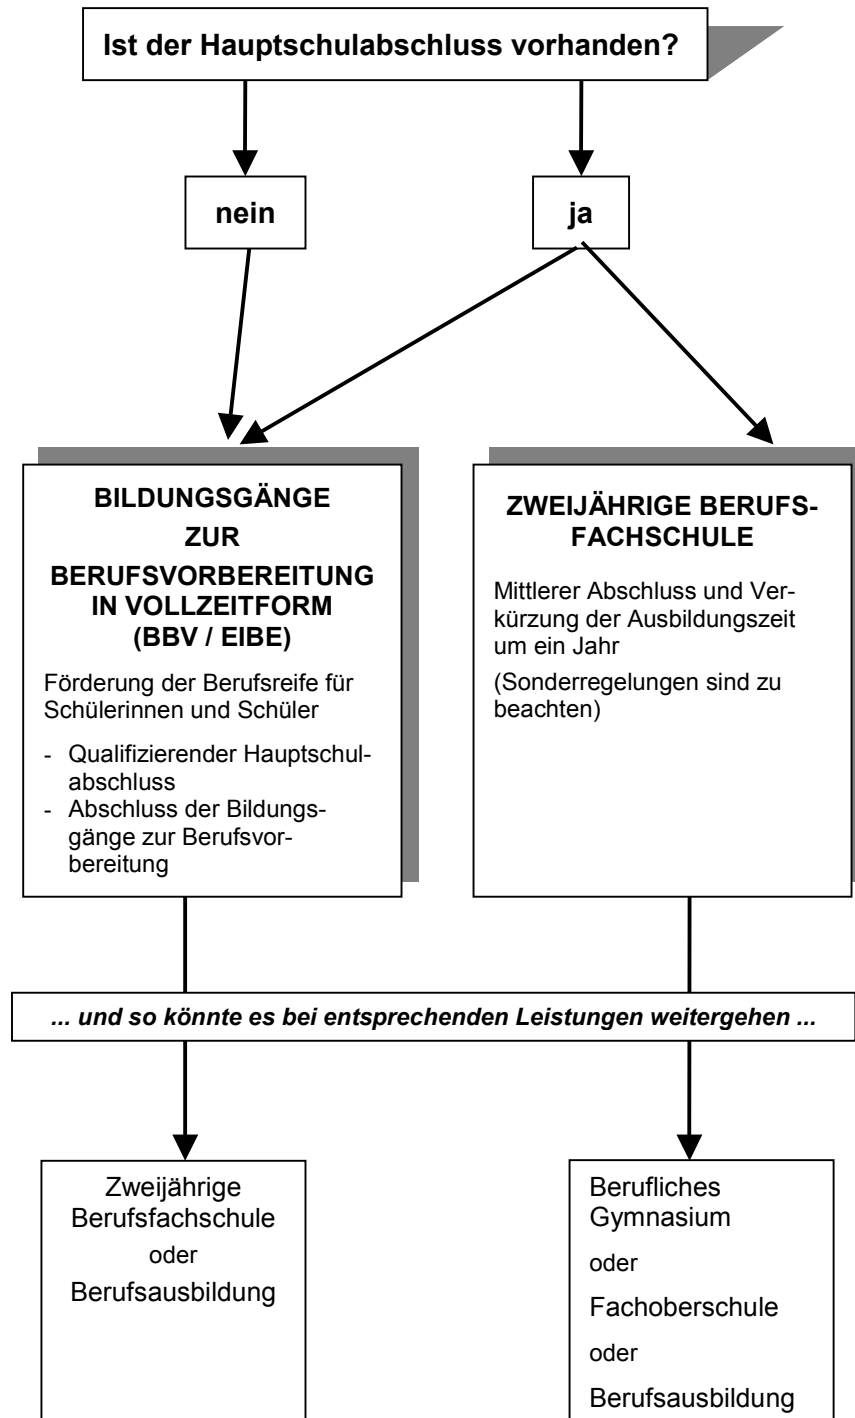 Ist der Hauptschulabschluss vorhanden?
nein
ja
BILDUNGSGÄNGE
ZUR
BERUFSVORBEREITUNG
IN VOLLZEITFORM
(BBV / EIBE)
Förderung der Berufsreife für
Schülerinnen und Schüler
- Qualifizierender Hauptschul-
abschluss
- Abschluss der Bildungs-
gänge zur Berufsvor-
bereitung
ZWEIJÄHRIGE BERUFS-
FACHSCHULE
Mittlerer Abschluss und Ver-
kürzung der Ausbildungszeit
um ein Jahr
(Sonderregelungen sind zu
beachten)
... und so könnte es bei entsprechenden Leistungen weitergehen ...
Zweijährige
Berufsfachschule
oder
Berufsausbildung
Berufliches
Gymnasium
oder
Fachoberschule
oder
Berufsausbildung